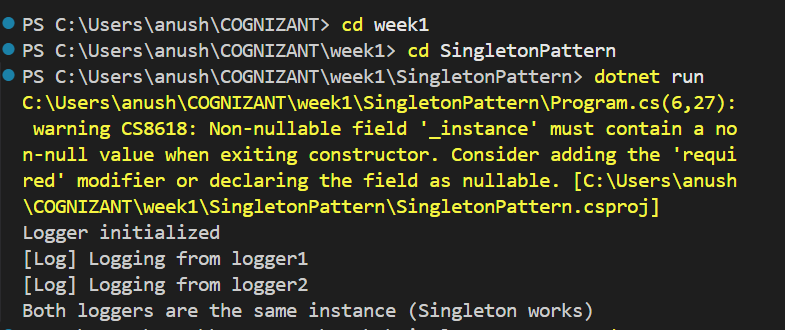 PS C:\Users\anush\COGNIZANT> cd week1
PS C:\Users\anush\COGNIZANT\week1> cd SingletonPattern
PS C:\Users\anush\COGNIZANT\week1\SingletonPattern> dotnet run
C:\Users\anush\COGNIZANT\week1\SingletonPattern\Program.cs(6,27):
 warning CS8618: Non-nullable field '_instance' must contain a no
n-null value when exiting constructor. Consider adding the 'requi
red' modifier or declaring the field as nullable. [C:\Users\anush
\COGNIZANT\week1\SingletonPattern\SingletonPattern.csproj]
Logger initialized
[Log] Logging from logger1
[Log] Logging from logger2
Both loggers are the same instance (Singleton works)